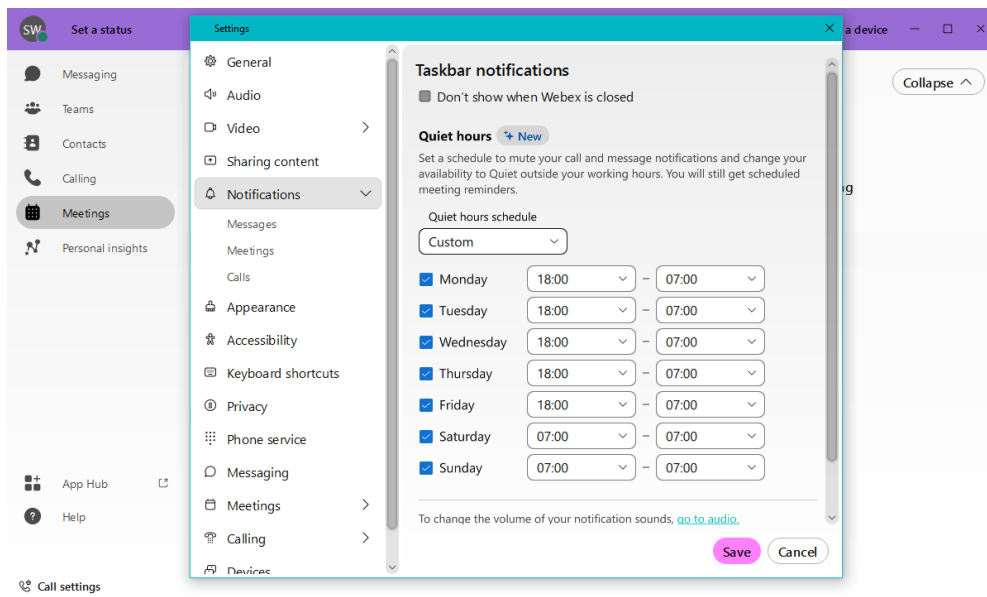 SW
Set a status
a device
Messaging
Teams
Contacts
Calling
Meetings
Personal insights
App Hub
Help
Call settings
Collapse
Settings
General
Audio
Video
Sharing content
Notifications
Messages
Meetings
Calls
Appearance
Accessibility
Keyboard shortcuts
Privacy
Phone service
Messaging
Meetings
Calling
Devices
Taskbar notifications
Don't show when Webex is closed
Quiet hours New
Set a schedule to mute your call and message notifications and change your
availability to Quiet outside your working hours. You will still get scheduled
meeting reminders.
Quiet hours schedule
Custom
Monday 18:00 – 07:00
Tuesday 18:00 – 07:00
Wednesday 18:00 – 07:00
Thursday 18:00 – 07:00
Friday 18:00 – 07:00
Saturday 07:00 – 07:00
Sunday 07:00 – 07:00
To change the volume of your notification sounds, go to audio.
Save Cancel